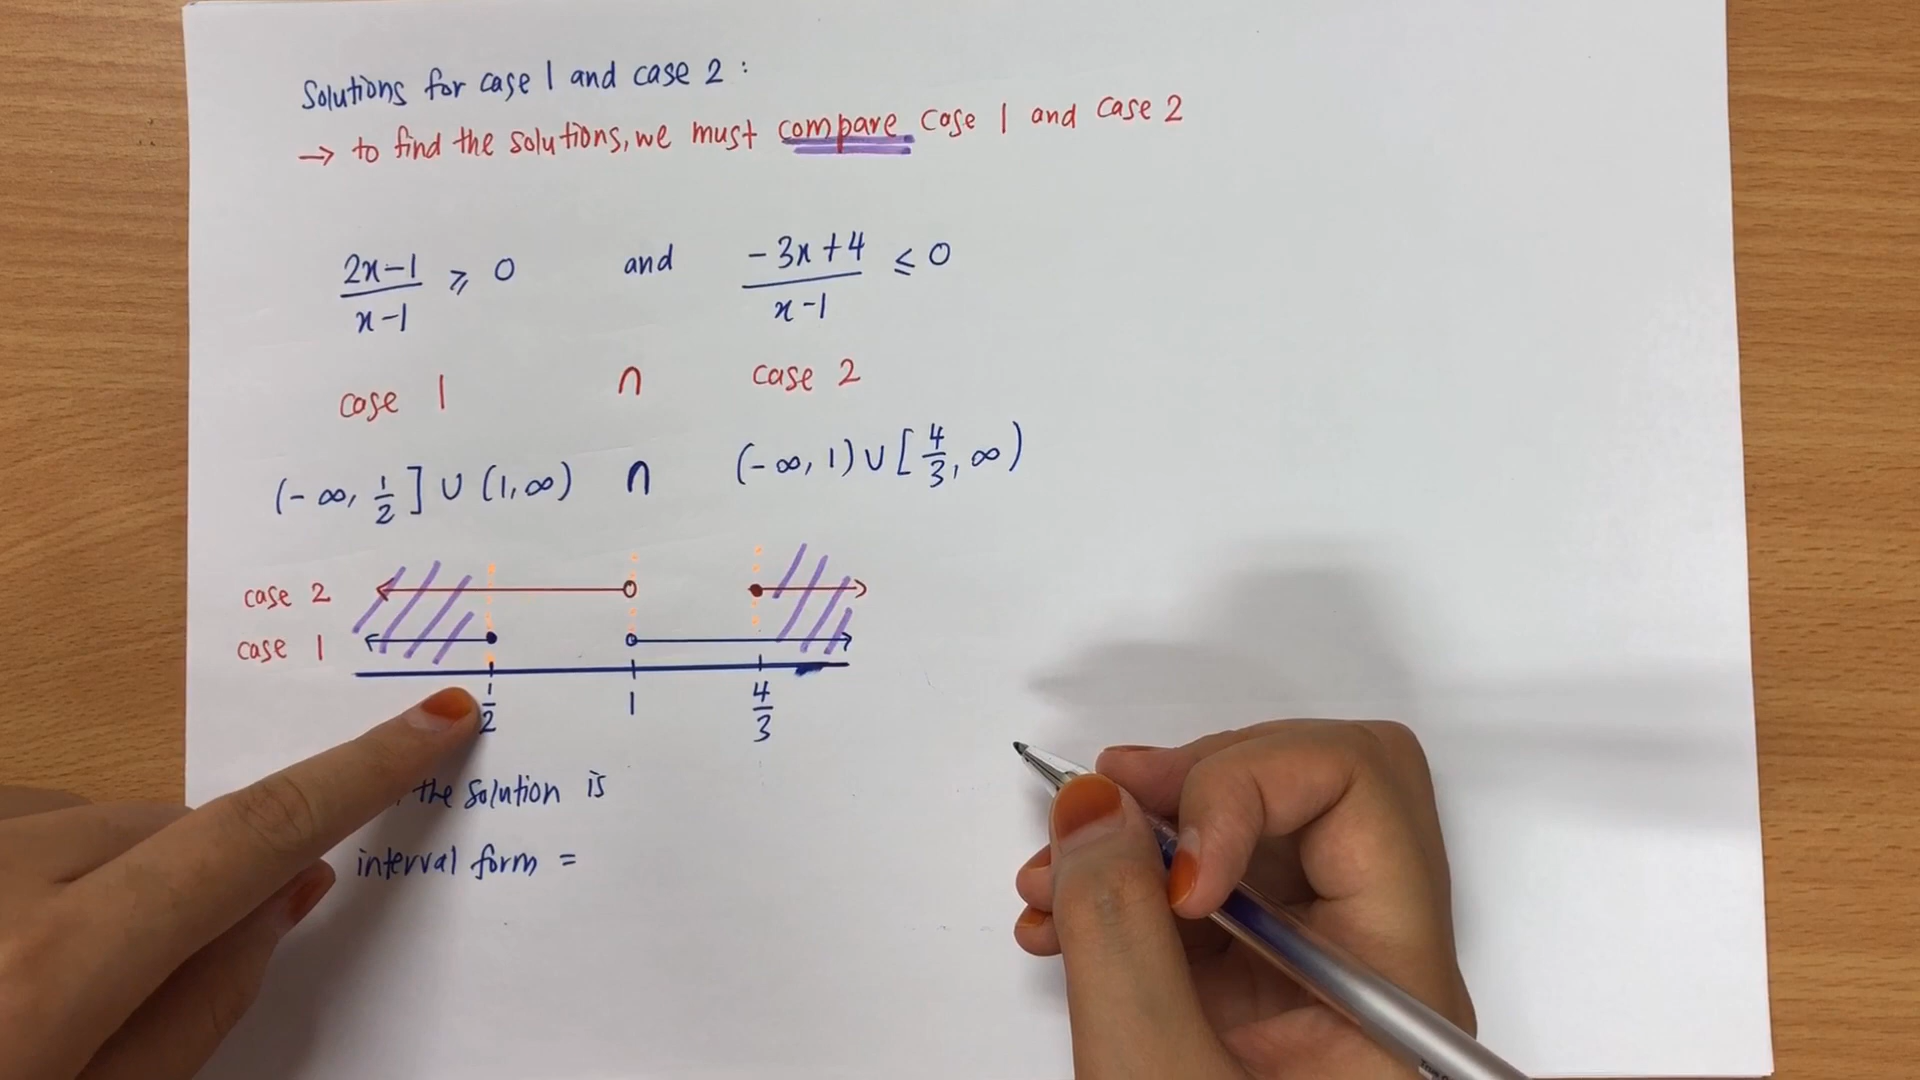 Solutions for case 1 and case 2 :
→ to find the solutions, we must compare case 1 and case 2
2x-1 / x-1 ⩾ 0 and -3x+4 / x-1 ⩽ 0
case 1 ∩ case 2
(-∞, 1/2] ∪ (1,∞) ∩ (-∞, 1) ∪ [4/3, ∞)
case 2
case 1
1/2 1 4/3
the solution is
interval form =